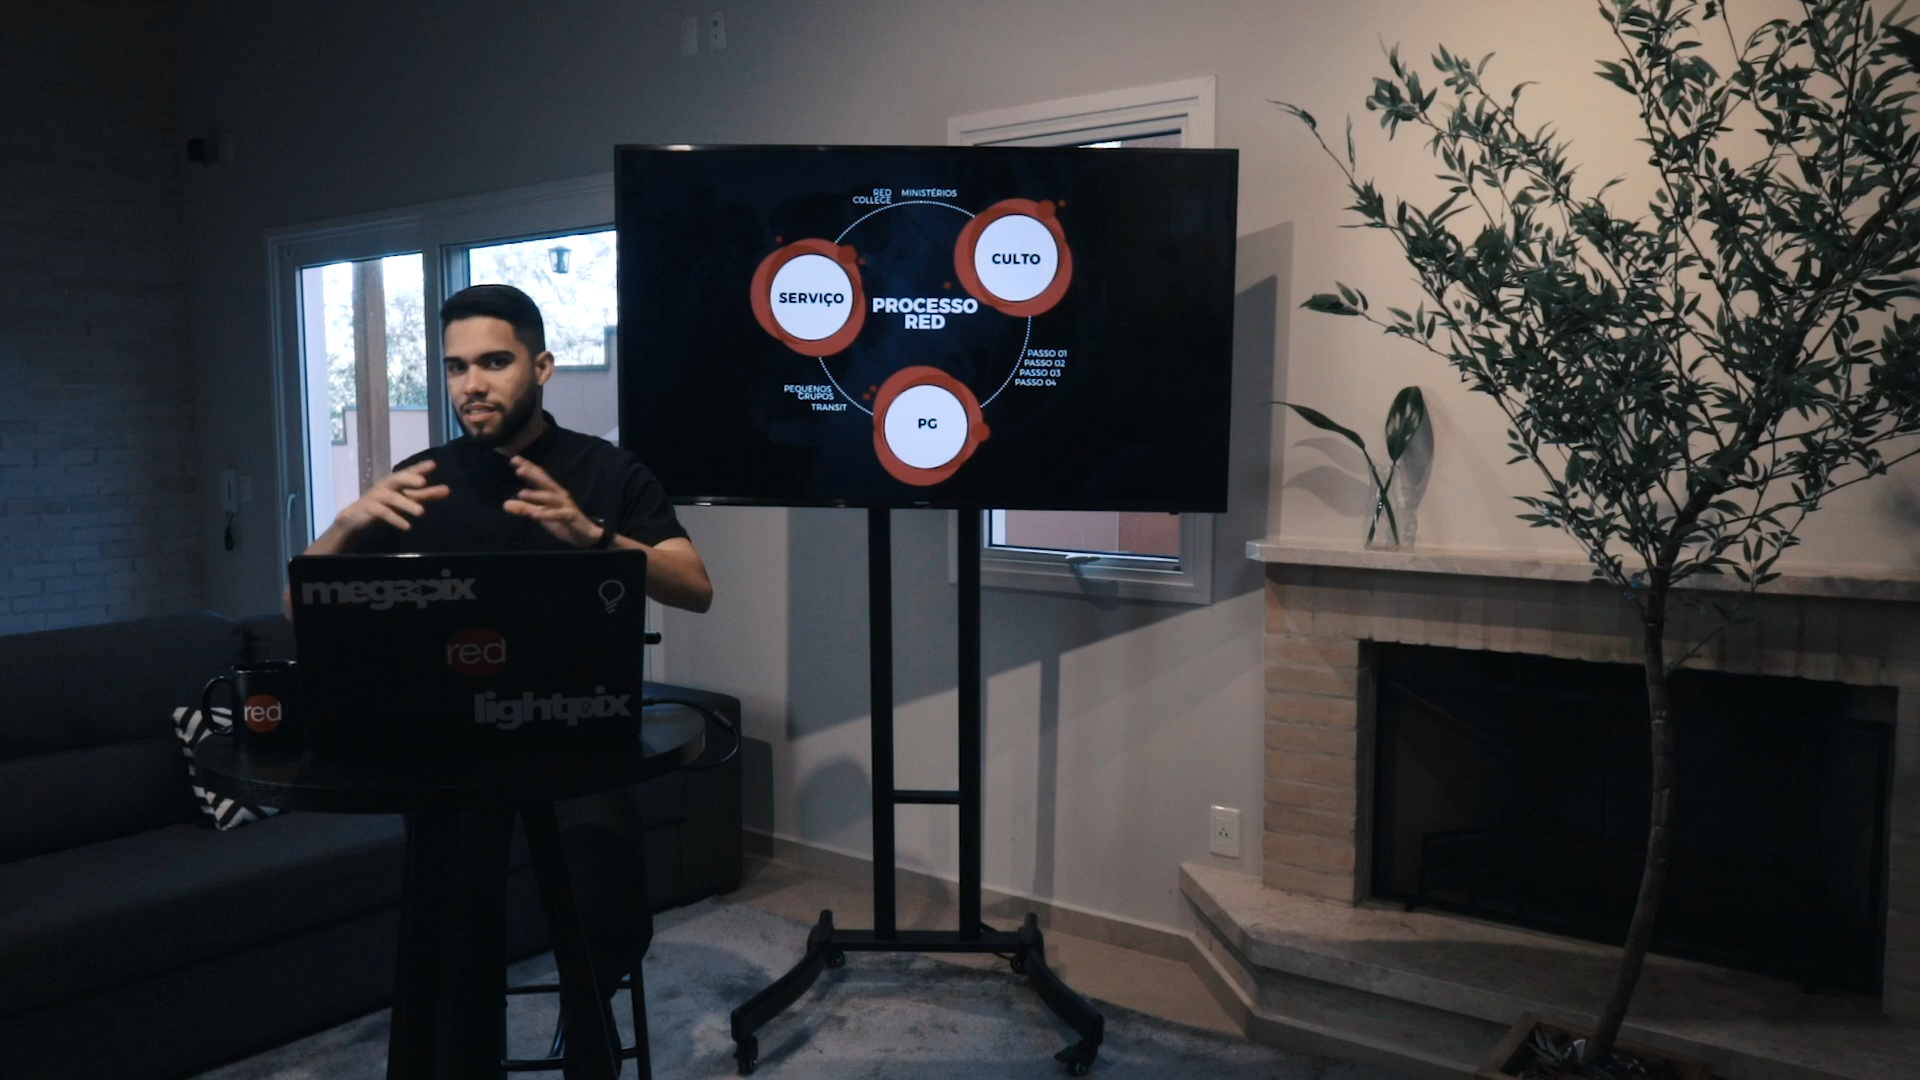 RED
COLLEGE
MINISTÉRIOS
CULTO
SERVIÇO
PROCESSO
RED
PASSO 01
PASSO 02
PASSO 03
PASSO 04
PEQUENOS
GRUPOS
TRANSIT
PG
megapix
red
lightpix
red